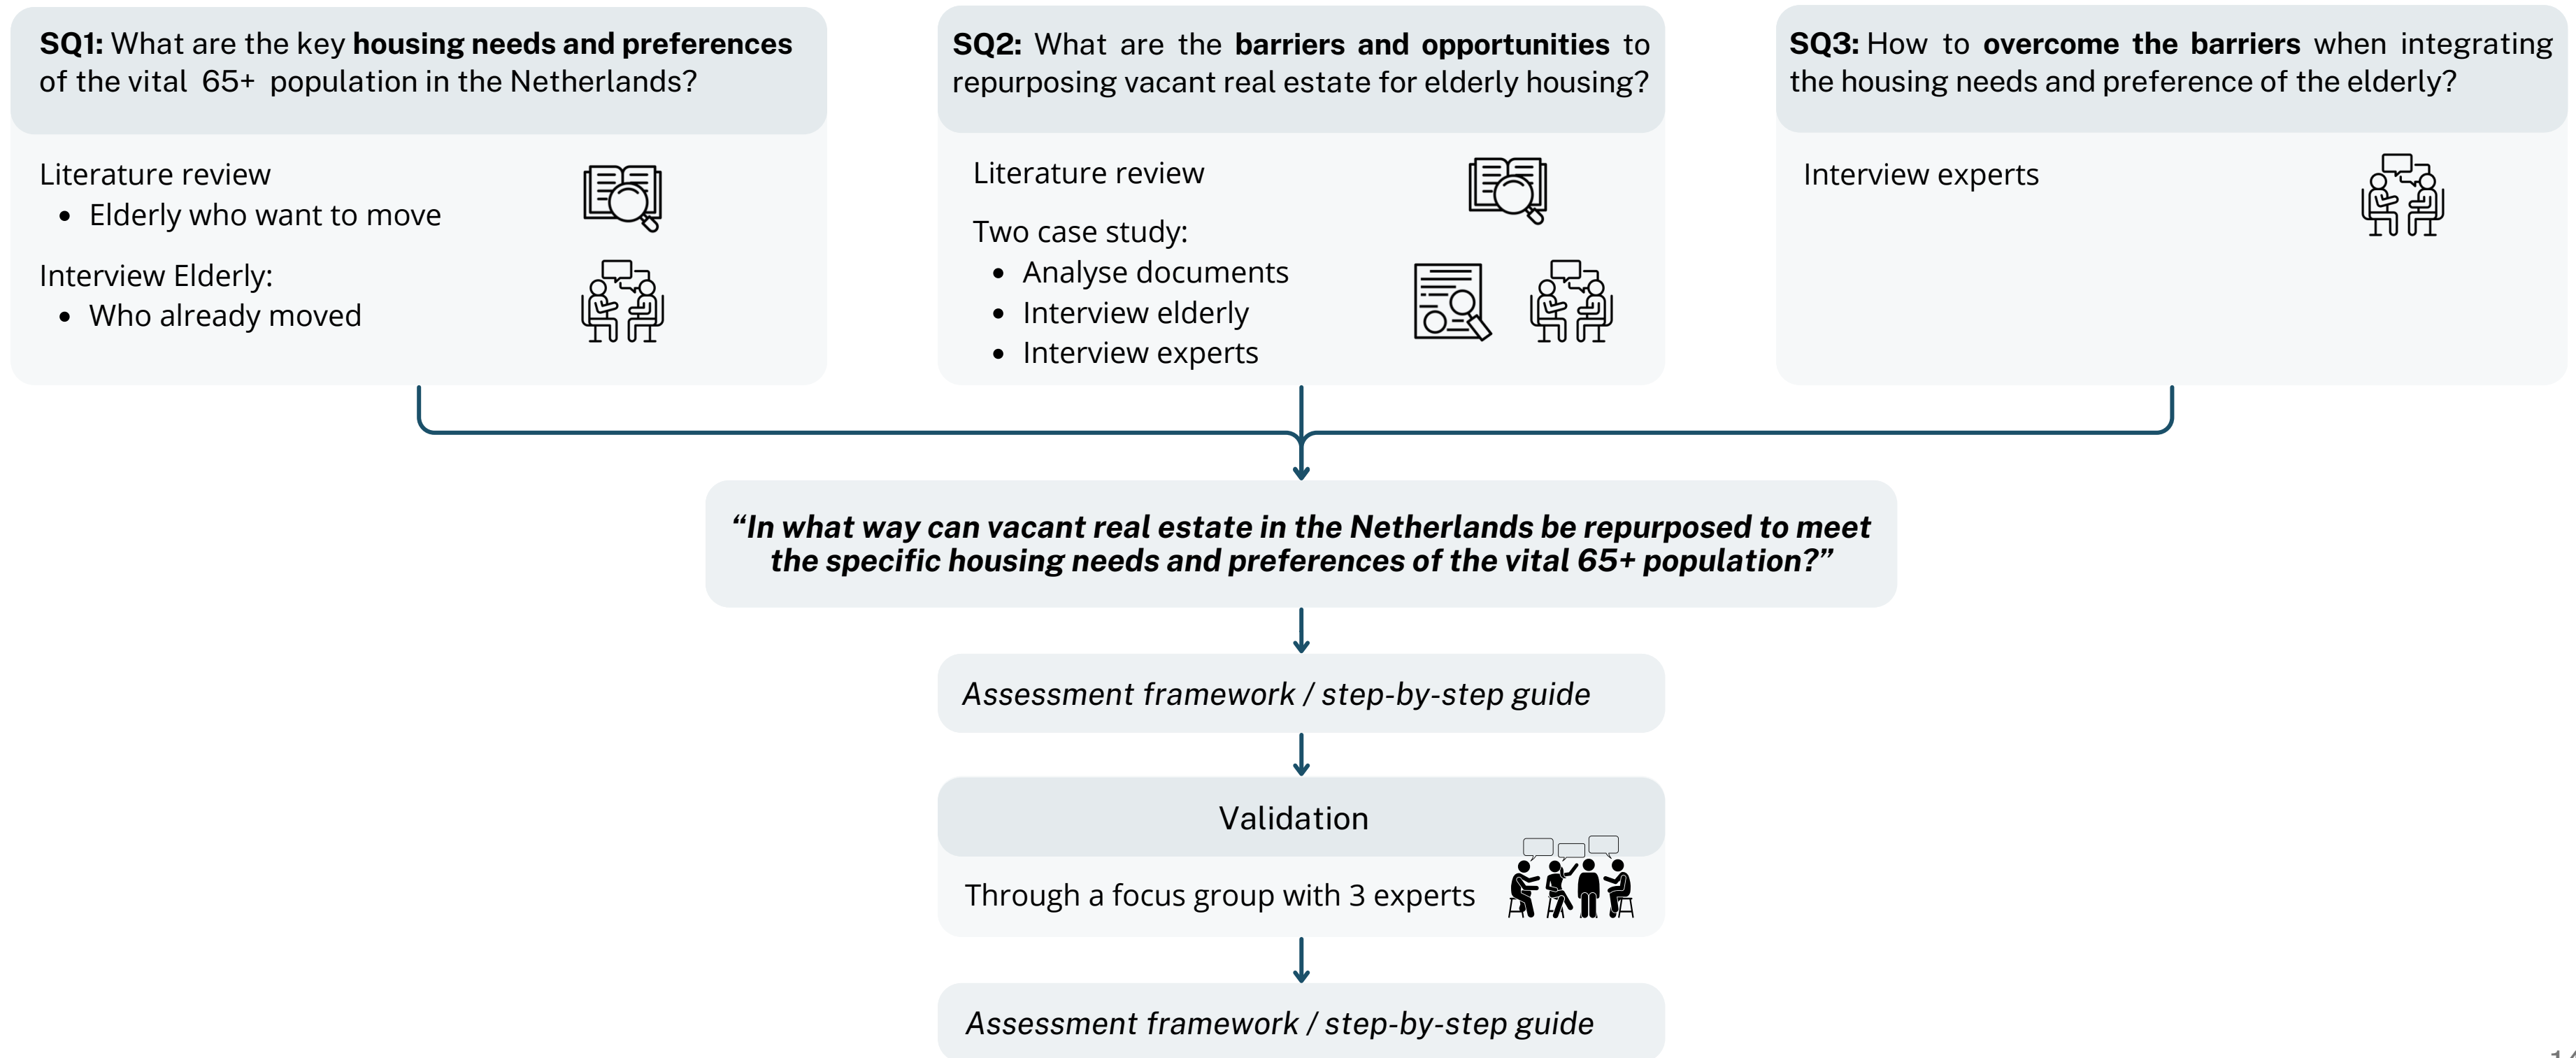 SQ1: What are the key housing needs and preferences
of the vital 65+ population in the Netherlands?
Literature review
• Elderly who want to move
Interview Elderly:
• Who already moved
SQ2: What are the barriers and opportunities to
repurposing vacant real estate for elderly housing?
Literature review
Two case study:
• Analyse documents
• Interview elderly
• Interview experts
SQ3: How to overcome the barriers when integrating
the housing needs and preference of the elderly?
Interview experts
“In what way can vacant real estate in the Netherlands be repurposed to meet
the specific housing needs and preferences of the vital 65+ population?”
Assessment framework / step-by-step guide
Validation
Through a focus group with 3 experts
Assessment framework / step-by-step guide